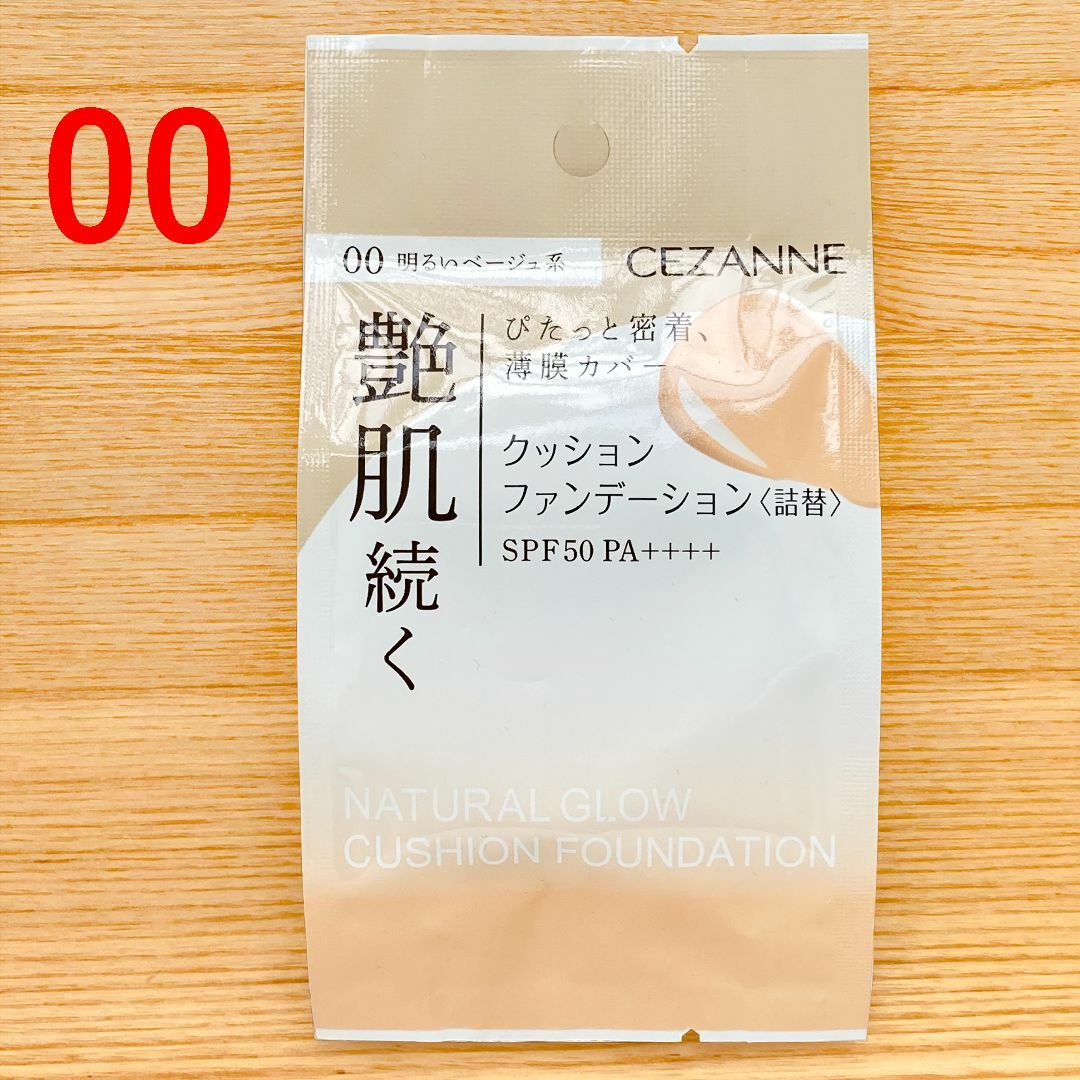 00
00 明るいベージュ系
CEZANNE
艶肌続く
ぴたっと密着、
薄膜カバー
クッション
ファンデーション〈詰替〉
SPF50 PA++++
NATURAL GLOW
CUSHION FOUNDATION